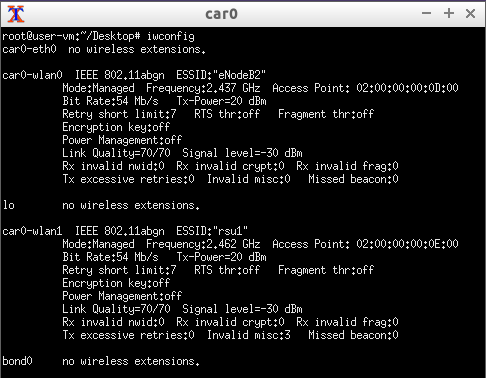 car0
root@user-vm:~/Desktop# iwconfig
car0-eth0  no wireless extensions.
car0-wlan0  IEEE 802.11abgn  ESSID:"eNodeB2"
Mode:Managed  Frequency:2.437 GHz  Access Point: 02:00:00:00:0D:00
Bit Rate:54 Mb/s   Tx-Power=20 dBm
Retry short limit:7   RTS thr:off   Fragment thr:off
Encryption key:off
Power Management:off
Link Quality=70/70  Signal level=-30 dBm
Rx invalid nwid:0  Rx invalid crypt:0  Rx invalid frag:0
Tx excessive retries:0  Invalid misc:0   Missed beacon:0
lo        no wireless extensions.
car0-wlan1  IEEE 802.11abgn  ESSID:"rsu1"
Mode:Managed  Frequency:2.462 GHz  Access Point: 02:00:00:00:0E:00
Bit Rate:54 Mb/s   Tx-Power=20 dBm
Retry short limit:7   RTS thr:off   Fragment thr:off
Encryption key:off
Power Management:off
Link Quality=70/70  Signal level=-30 dBm
Rx invalid nwid:0  Rx invalid crypt:0  Rx invalid frag:0
Tx excessive retries:0  Invalid misc:3   Missed beacon:0
bond0     no wireless extensions.